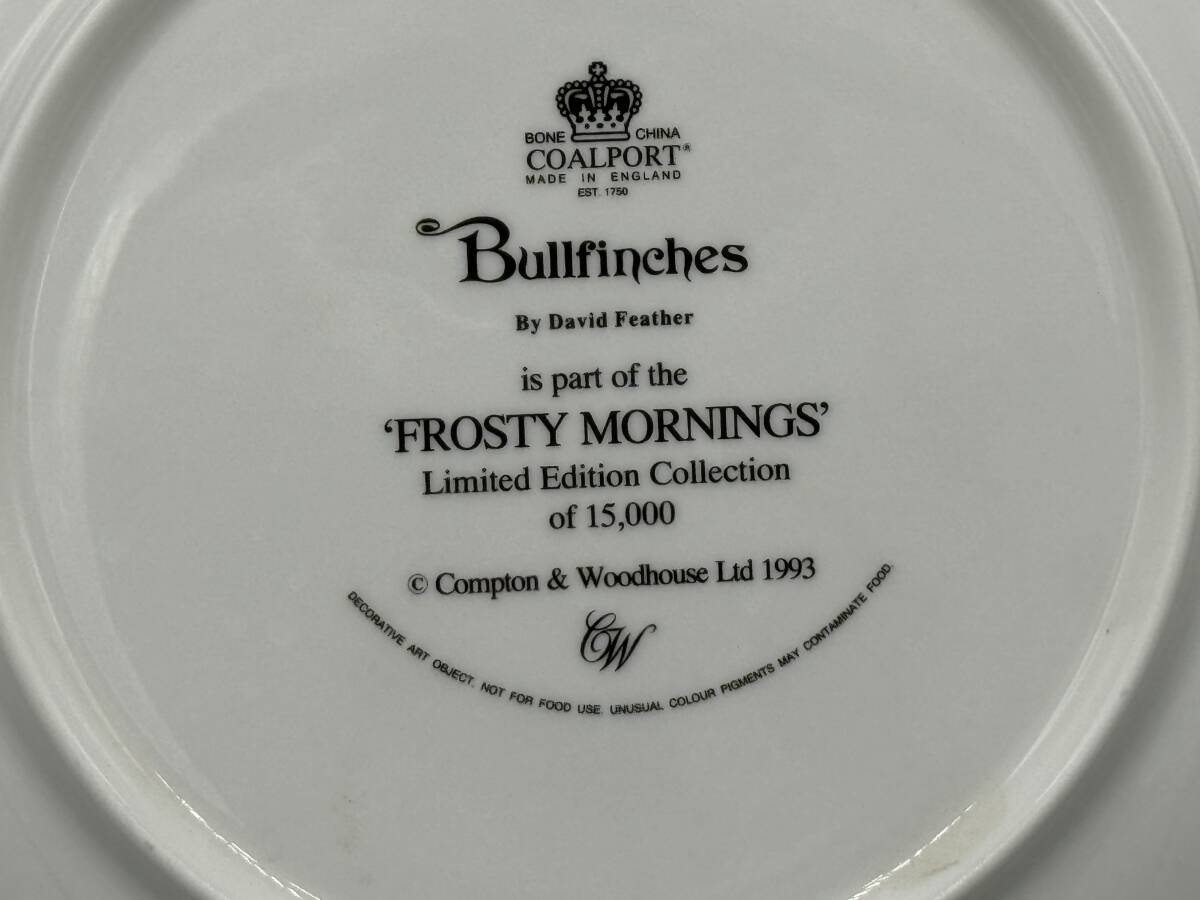 BONE CHINA
COALPORT®
MADE IN ENGLAND
EST. 1750
Bullfinches
By David Feather
is part of the
‘FROSTY MORNINGS’
Limited Edition Collection
of 15,000
© Compton & Woodhouse Ltd 1993
CW
DECORATIVE ART OBJECT. NOT FOR FOOD USE. UNUSUAL COLOUR PIGMENTS MAY CONTAMINATE FOOD.